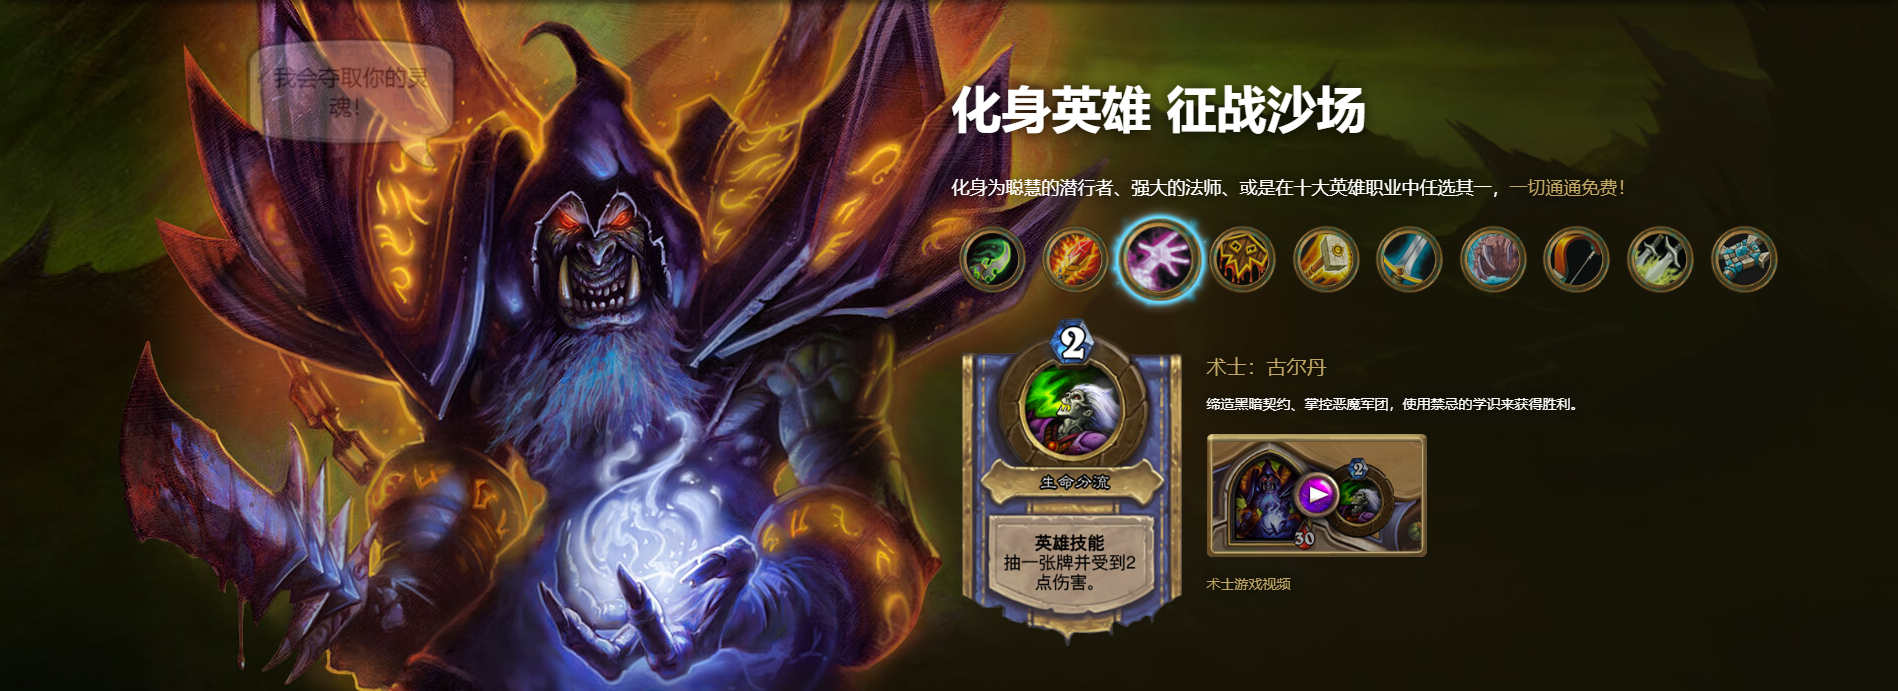 我会夺取你的灵
魂！
化身英雄 征战沙场
化身为聪慧的潜行者、强大的法师、或是在十大英雄职业中任选其一，一切通通免费！
2
生命分流
英雄技能
抽一张牌并受到2
点伤害。
术士：古尔丹
缔造黑暗契约、掌控恶魔军团，使用禁忌的学识来获得胜利。
2
30
术士游戏视频